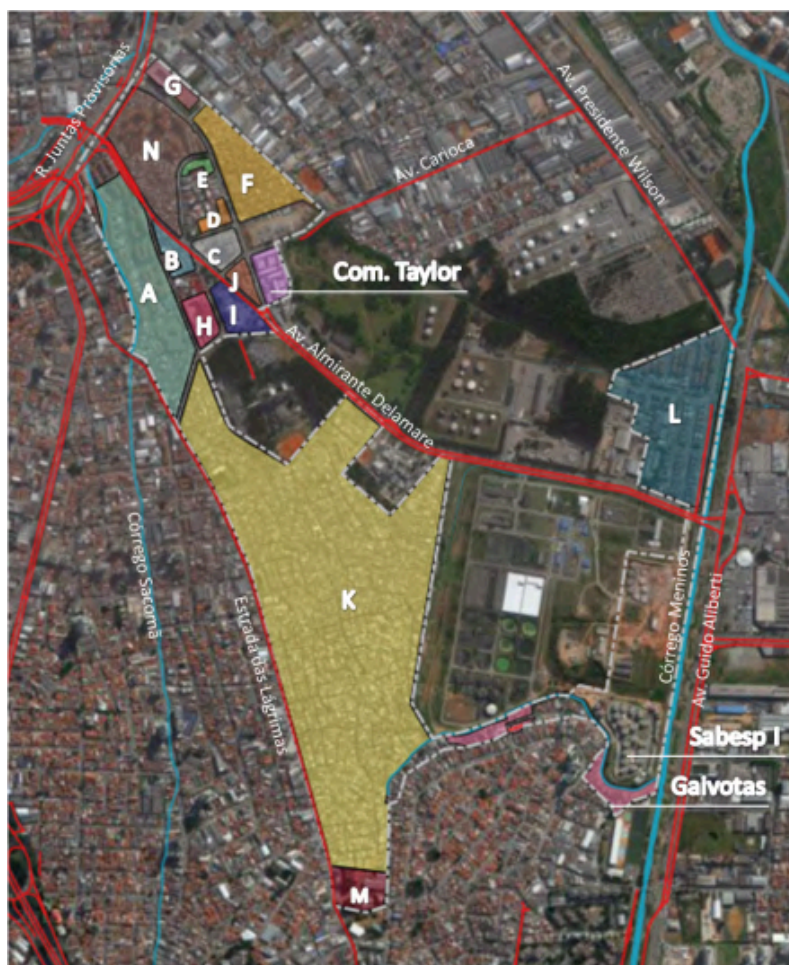 R. Juntas Provisórias
G
Av. Presidente Wilson
N
E
F
Av. Carioca
D
B
C
A
J
Com. Taylor
H
I
Av. Almirante Delamare
L
Córrego Sacomã
K
Estrada das Lágrimas
Córrego Meninos
Av. Guido Aliberti
Sabesp I
Gaivotas
M